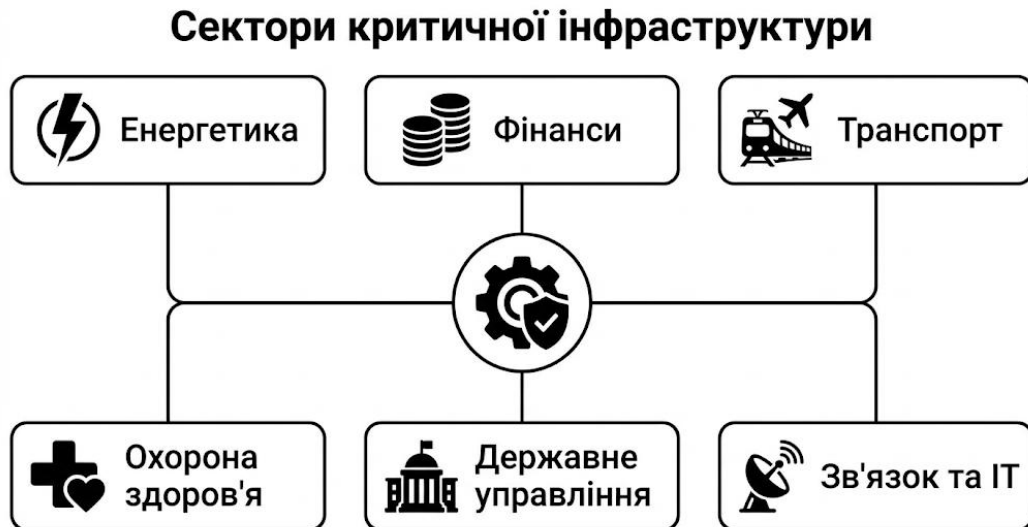 Сектори критичної інфраструктури
Енергетика
Фінанси
Транспорт
Охорона
здоров'я
Державне
управління
Зв'язок та ІТ